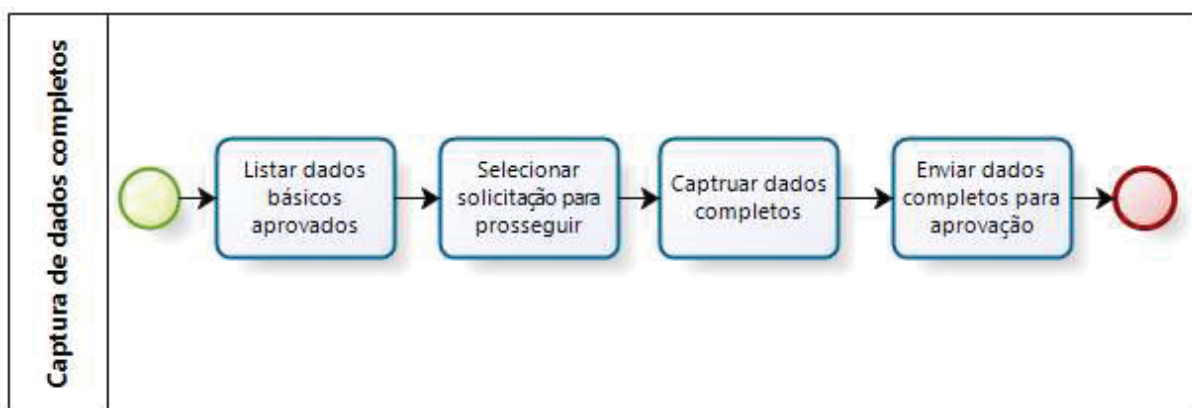 Captura de dados completos
Listar dados
básicos
aprovados
Selecionar
solicitação para
prosseguir
Captruar dados
completos
Enviar dados
completos para
aprovação